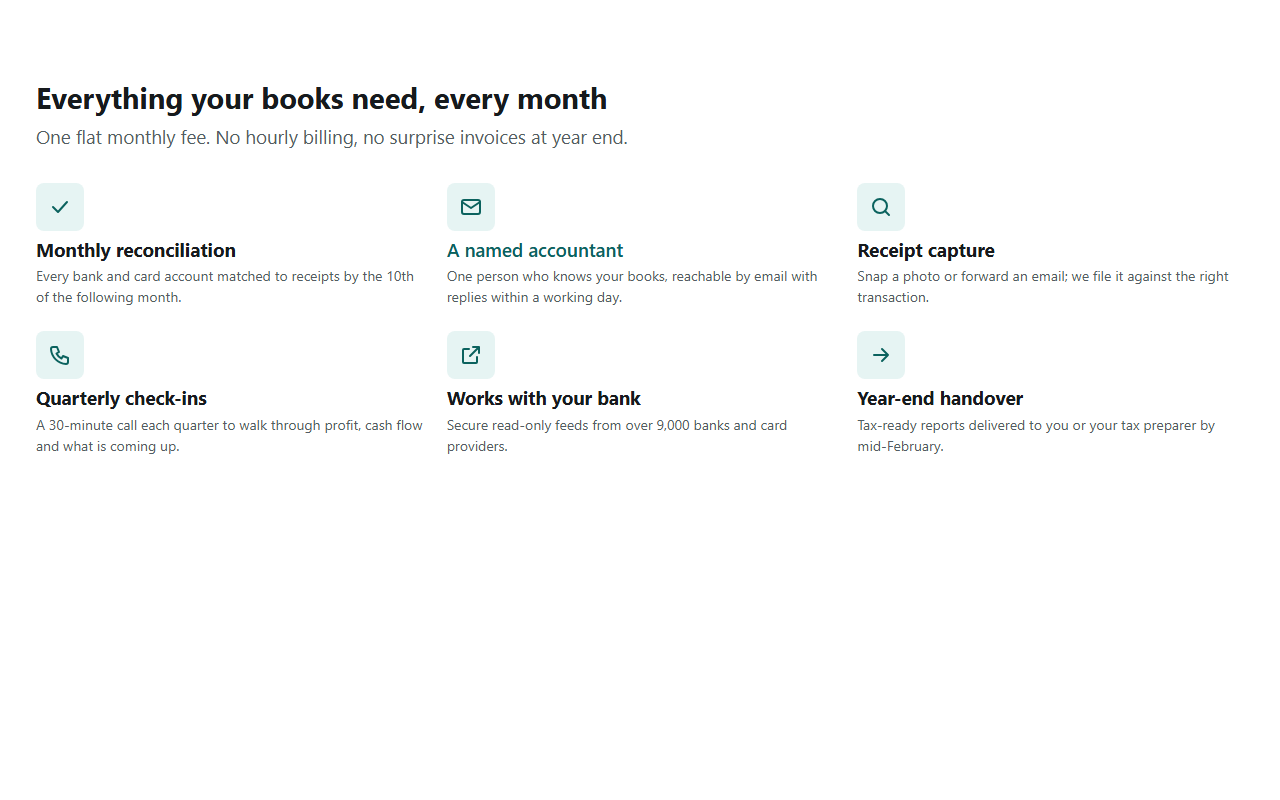 Everything your books need, every month
One flat monthly fee. No hourly billing, no surprise invoices at year end.
Monthly reconciliation
Every bank and card account matched to receipts by the 10th
of the following month.
A named accountant
One person who knows your books, reachable by email with
replies within a working day.
Receipt capture
Snap a photo or forward an email; we file it against the right
transaction.
Quarterly check-ins
A 30-minute call each quarter to walk through profit, cash flow
and what is coming up.
Works with your bank
Secure read-only feeds from over 9,000 banks and card
providers.
Year-end handover
Tax-ready reports delivered to you or your tax preparer by
mid-February.